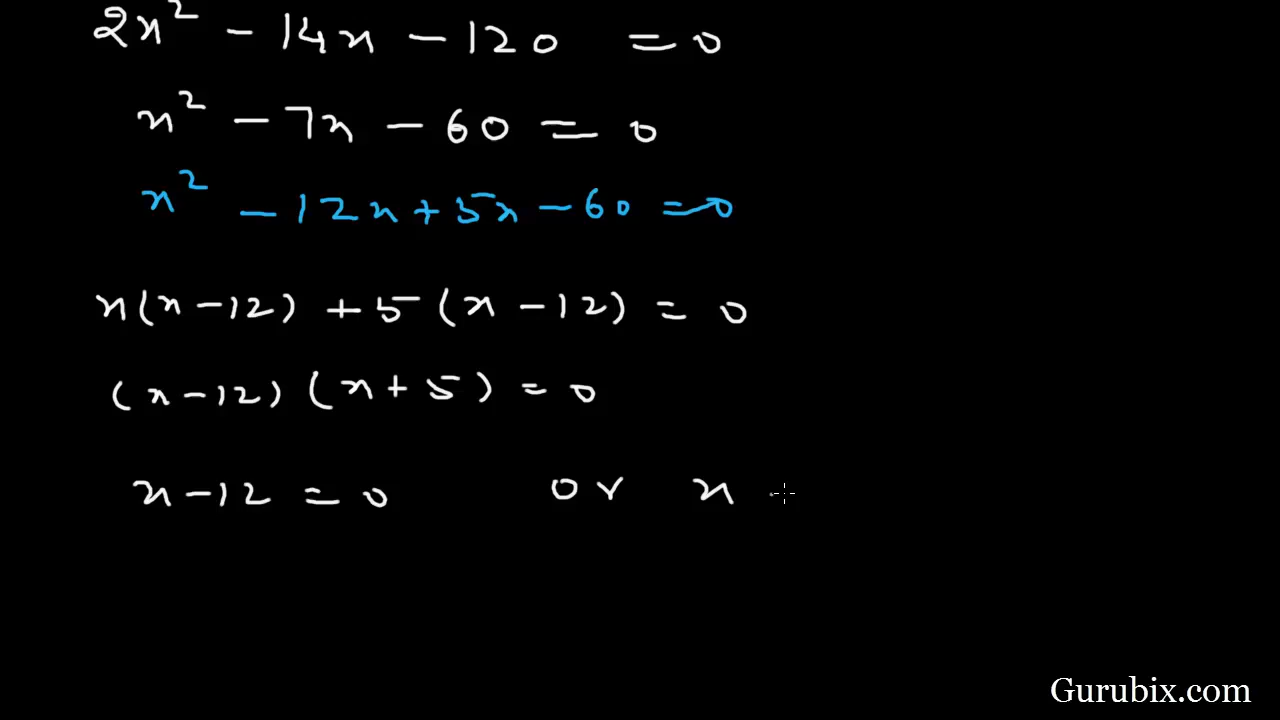 2x² - 14x - 120 = 0
x² - 7x - 60 = 0
x² - 12x + 5x - 60 = 0
x(x - 12) + 5(x - 12) = 0
(x - 12)(x + 5) = 0
x - 12 = 0 or x
Gurubix.com